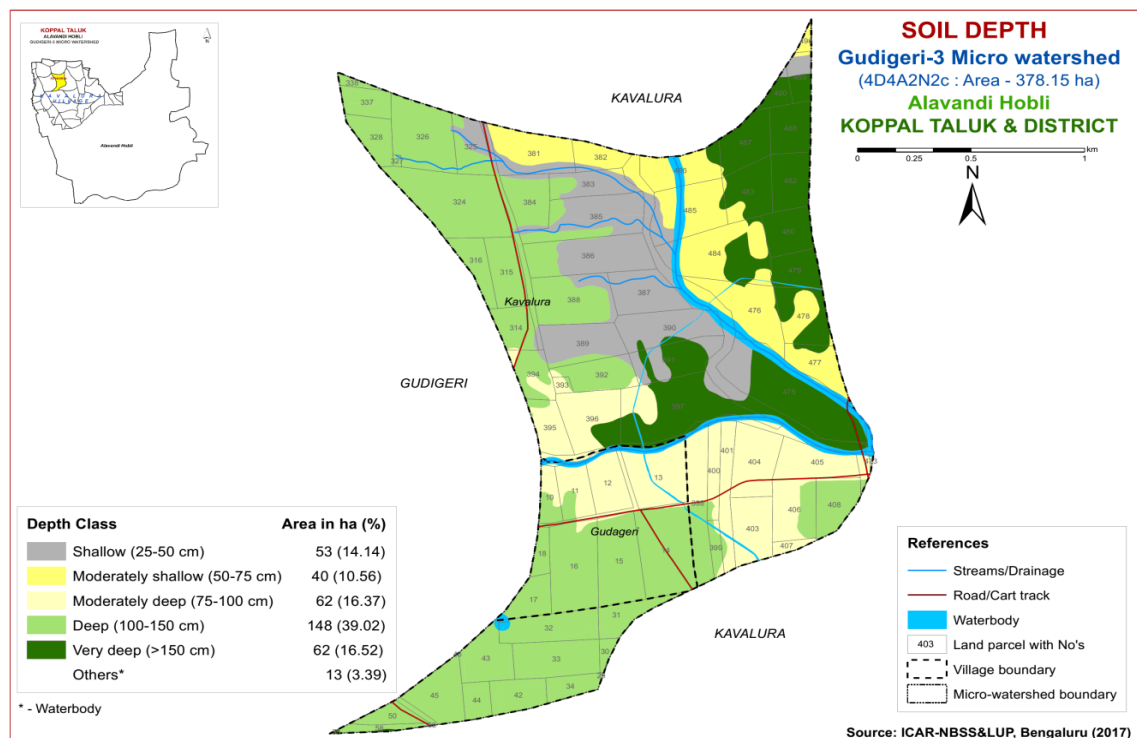 KOPPAL TALUK
ALAVANDI HOBLI
GUDIGERI-3 MICRO WATERSHED
KAVALURA
VILLAGE
Alavandi Hobli
SOIL DEPTH
Gudigeri-3 Micro watershed
(4D4A2N2c : Area - 378.15 ha)
Alavandi Hobli
KOPPAL TALUK & DISTRICT
0 0.25 0.5 1 km
N
KAVALURA
338
337
328
326
325
327
381
382
383
324
384
385
485
484
386
316
315
387
388
Kavalura
476
478
314
390
389
477
394
393
392
GUDIGERI
395
396
397
401
404
405
400
13
12
11
10
406
408
403
407
399
Gudageri
18
16
15
14
17
31
32
30
KAVALURA
43
33
45
44
42
34
50
Depth Class Area in ha (%)
Shallow (25-50 cm) 53 (14.14)
Moderately shallow (50-75 cm) 40 (10.56)
Moderately deep (75-100 cm) 62 (16.37)
Deep (100-150 cm) 148 (39.02)
Very deep (>150 cm) 62 (16.52)
Others* 13 (3.39)
* - Waterbody
References
Streams/Drainage
Road/Cart track
Waterbody
403 Land parcel with No's
Village boundary
Micro-watershed boundary
Source: ICAR-NBSS&LUP, Bengaluru (2017)